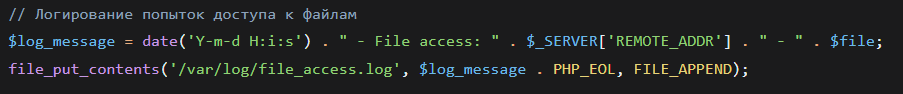 // Логирование попыток доступа к файлам
$log_message = date('Y-m-d H:i:s') . " - File access: " . $_SERVER['REMOTE_ADDR'] . " - " . $file;
file_put_contents('/var/log/file_access.log', $log_message . PHP_EOL, FILE_APPEND);